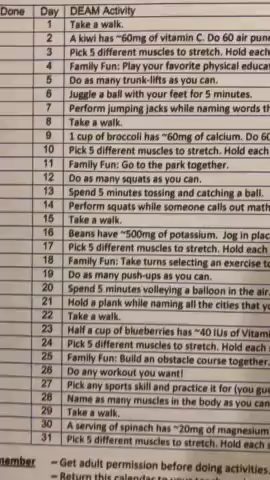 Done Day DEAM Activity
1 Take a walk.
2 A kiwi has ~60mg of vitamin C. Do 60 air
3 Pick 5 different muscles to stretch. Hold each
4 Family Fun: Play your favorite physical
5 Do as many trunk-lifts as you can.
6 Juggle a ball with your feet for 5 minutes.
7 Perform jumping jacks while naming words
8 Take a walk.
9 1 cup of broccoli has ~60mg of calcium. Do 60
10 Pick 5 different muscles to stretch. Hold each
11 Family Fun: Go to the park together.
12 Do as many squats as you can.
13 Spend 5 minutes tossing and catching a ball.
14 Perform squats while someone calls out math
15 Take a walk.
16 Beans have ~500mg of potassium. Jog in
17 Pick 5 different muscles to stretch. Hold each
18 Family Fun: Take turns selecting an exercise
19 Do as many push-ups as you can.
20 Spend 5 minutes volleying a balloon in the air.
21 Hold a plank while naming all the cities that
22 Take a walk.
23 Half a cup of blueberries has ~40 IUs of
24 Pick 5 different muscles to stretch. Hold each
25 Family Fun: Build an obstacle course together.
26 Do any workout you want!
27 Pick any sports skill and practice it for (you
28 Name as many muscles in the body as you can
29 Take a walk.
30 A serving of spinach has ~20mg of magnesium
31 Pick 5 different muscles to stretch. Hold each
– Get adult permission before doing activities.
– Return this calendar to your